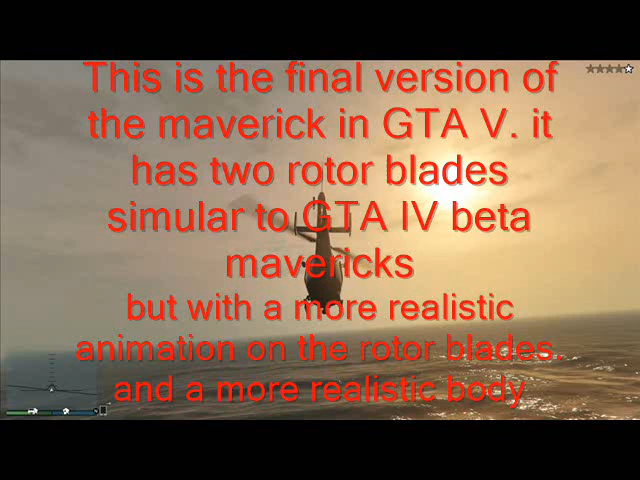 This is the final version of
the maverick in GTA V. it
has two rotor blades
simular to GTA IV beta
mavericks
but with a more realistic
animation on the rotor blades.
and a more realistic body